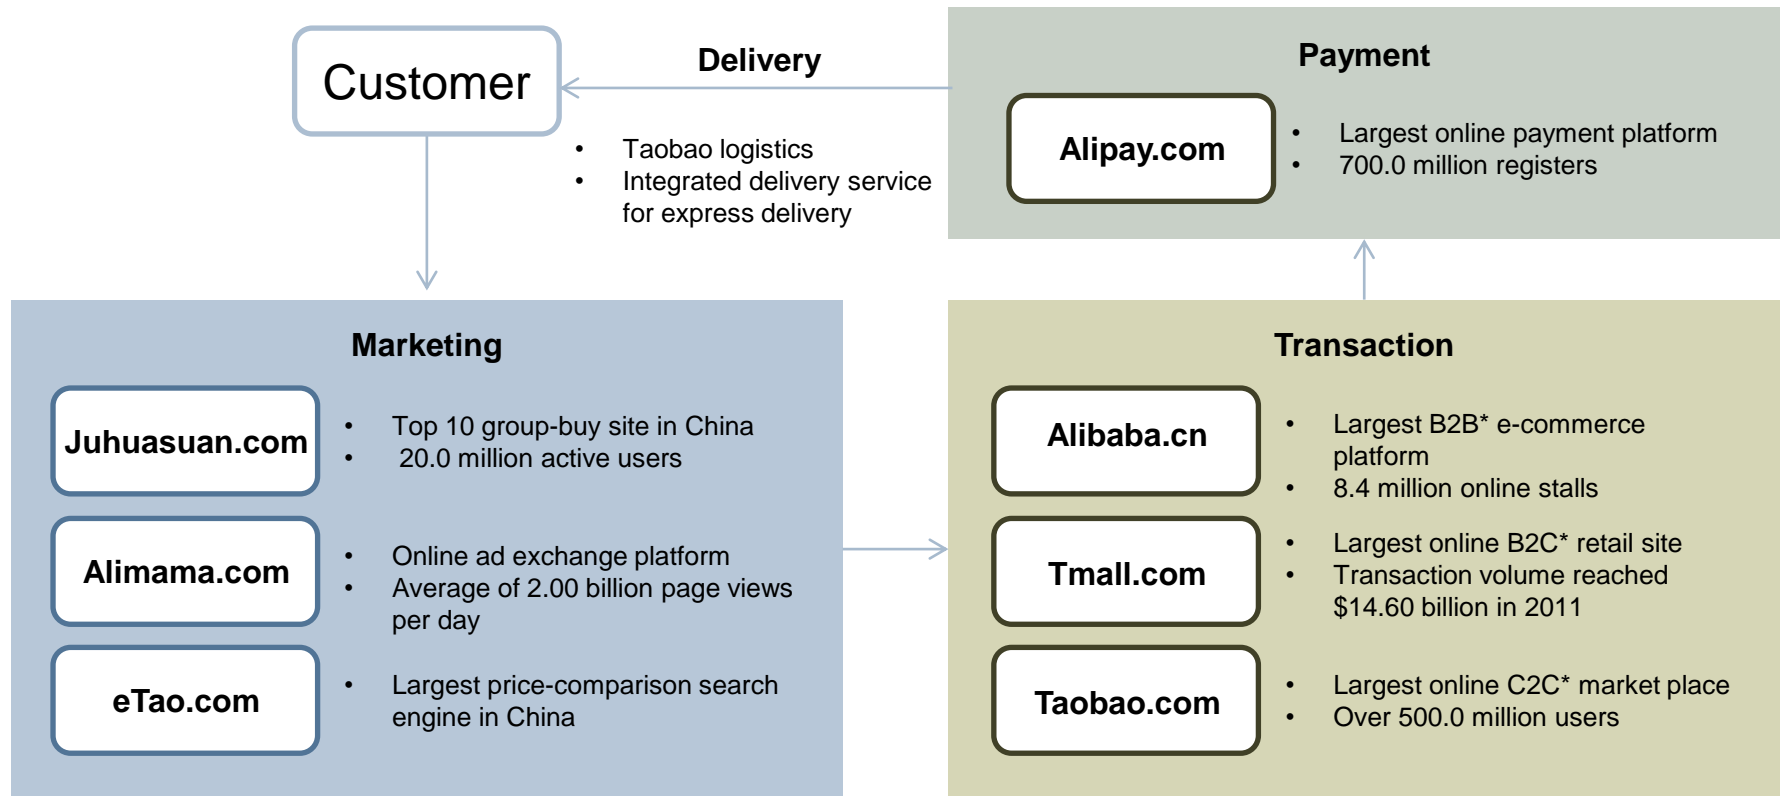 Customer
Delivery
• Taobao logistics
• Integrated delivery service
for express delivery
Payment
Alipay.com
• Largest online payment platform
• 700.0 million registers
Marketing
Juhuasuan.com
• Top 10 group-buy site in China
• 20.0 million active users
Alimama.com
• Online ad exchange platform
• Average of 2.00 billion page views
per day
eTao.com
• Largest price-comparison search
engine in China
Transaction
Alibaba.cn
• Largest B2B* e-commerce
platform
• 8.4 million online stalls
Tmall.com
• Largest online B2C* retail site
• Transaction volume reached
$14.60 billion in 2011
Taobao.com
• Largest online C2C* market place
• Over 500.0 million users